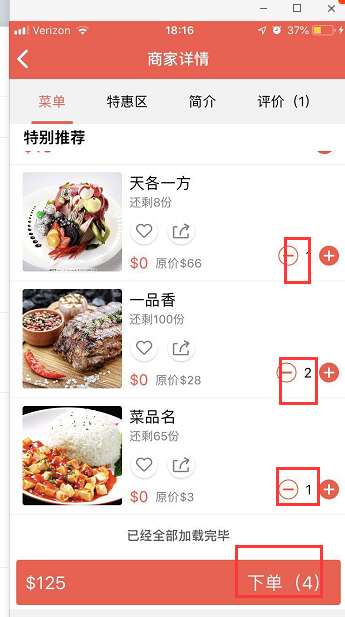 Verizon 18:16 37%
商家详情
菜单 特惠区 简介 评价（1）
特别推荐
天各一方
还剩8份
$0 原价$66
一品香
还剩100份
$0 原价$28 2
菜品名
还剩65份
$0 原价$3 1
已经全部加载完毕
$125 下单（4）